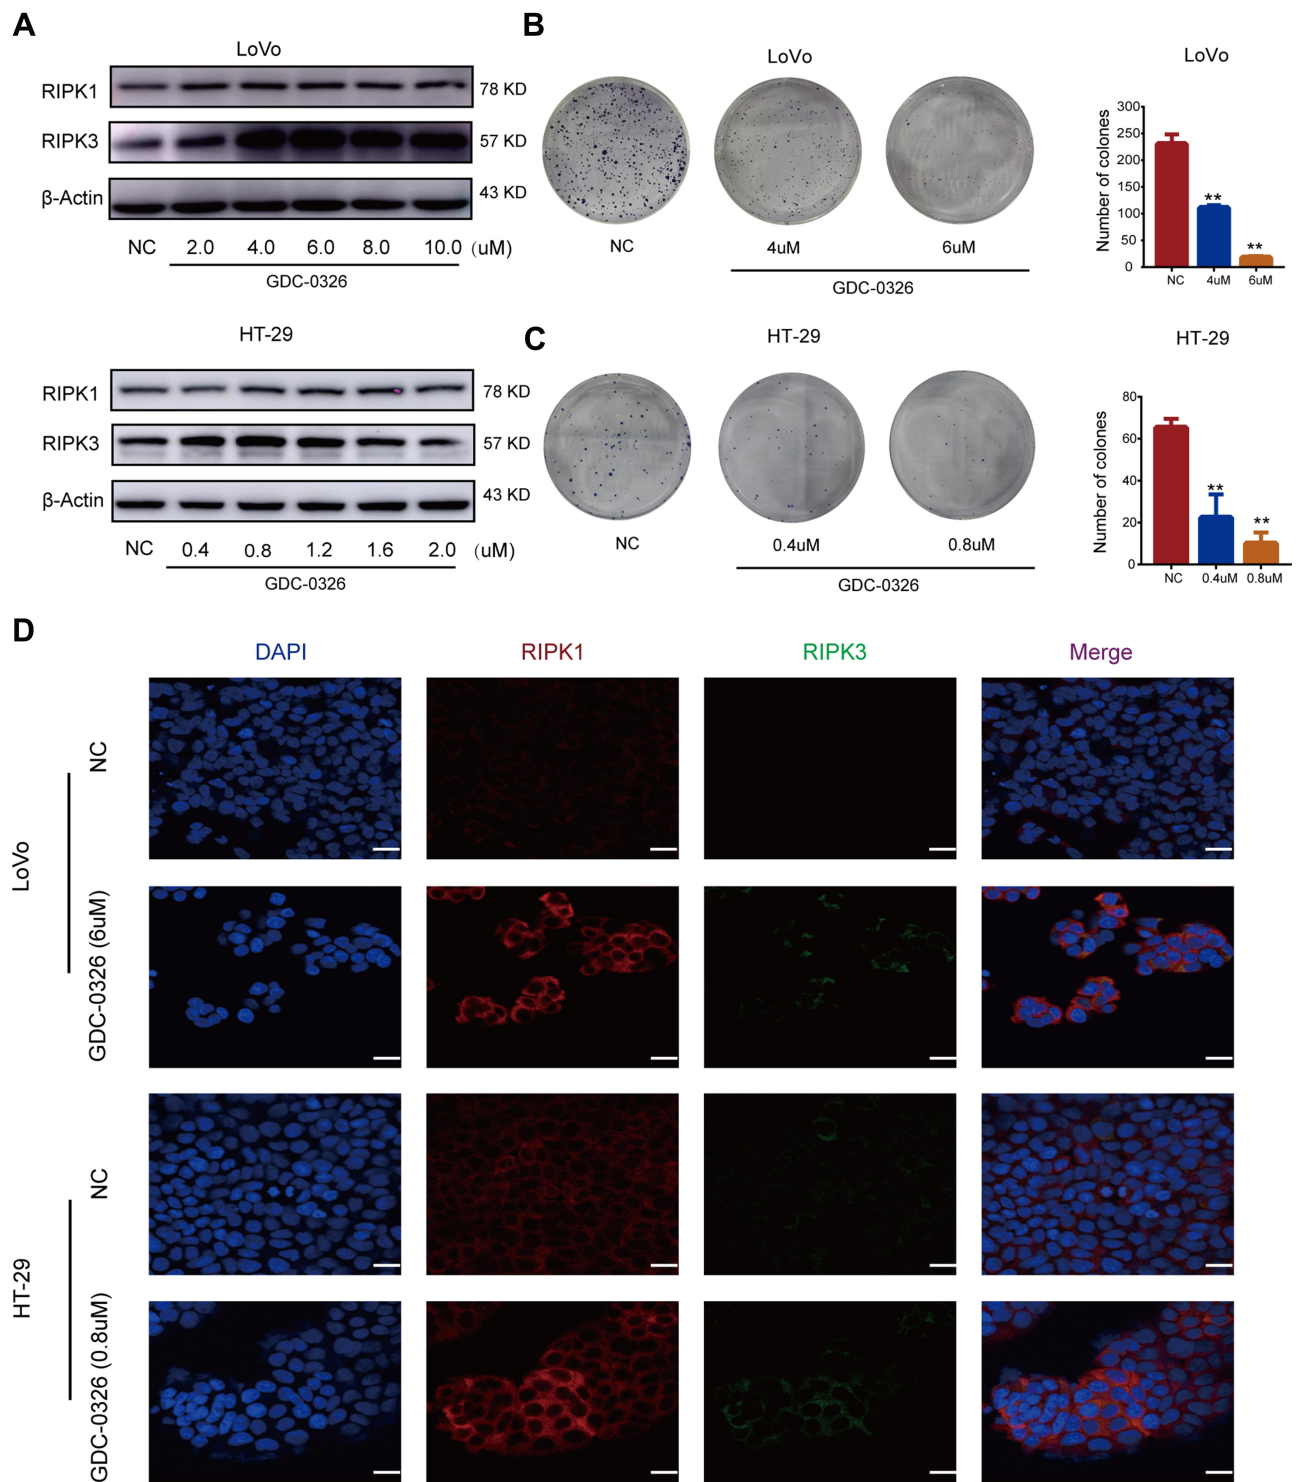 A
LoVo
RIPK1
78 KD
RIPK3
57 KD
β-Actin
43 KD
NC 2.0 4.0 6.0 8.0 10.0 (uM)
GDC-0326
HT-29
RIPK1
78 KD
RIPK3
57 KD
β-Actin
43 KD
NC 0.4 0.8 1.2 1.6 2.0 (uM)
GDC-0326
B
LoVo
NC 4uM 6uM
GDC-0326
LoVo
Number of colones
300
250
200
150
100
50
0
**
**
NC 4uM 6uM
C
HT-29
NC 0.4uM 0.8uM
GDC-0326
HT-29
Number of colones
80
60
40
20
0
**
**
NC 0.4uM 0.8uM
D
DAPI RIPK1 RIPK3 Merge
LoVo
NC
GDC-0326 (6uM)
HT-29
NC
GDC-0326 (0.8uM)